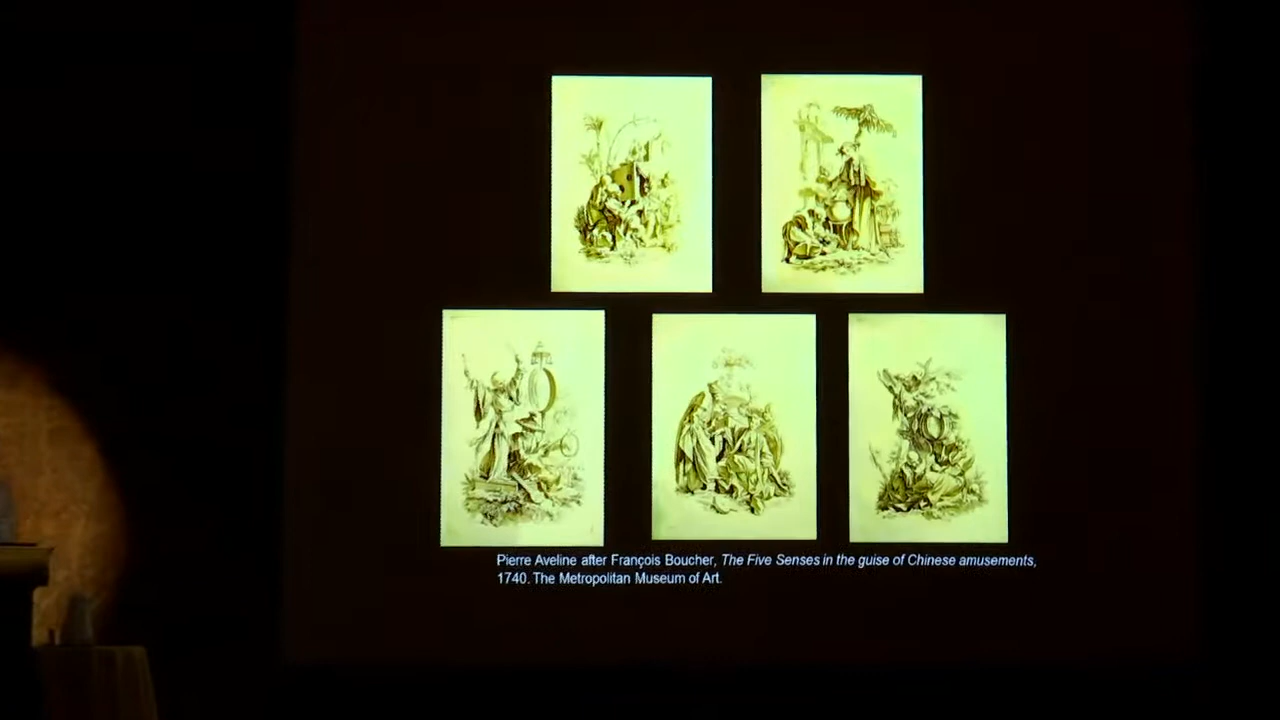 Pierre Aveline after François Boucher, The Five Senses in the guise of Chinese amusements,
1740. The Metropolitan Museum of Art.